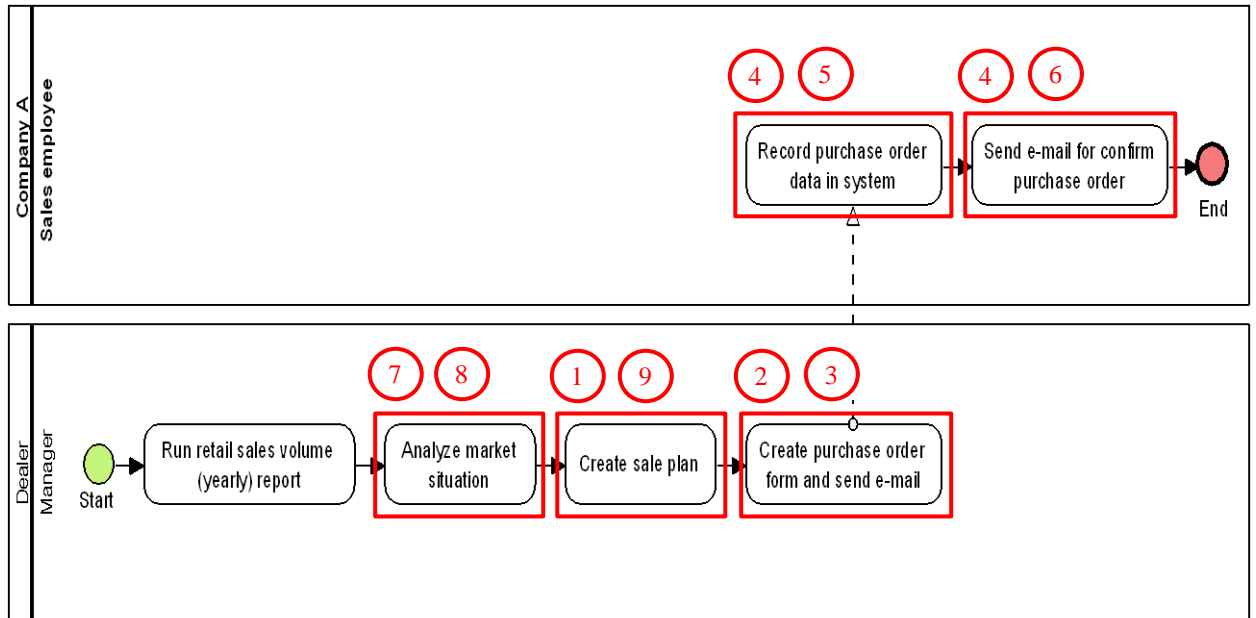 Company A
Sales employee
4 5 4 6
Record purchase order
data in system
Send e-mail for confirm
purchase order
End
Dealer
Manager
7 8 1 9 2 3
Start
Run retail sales volume
(yearly) report
Analyze market
situation
Create sale plan
Create purchase order
form and send e-mail